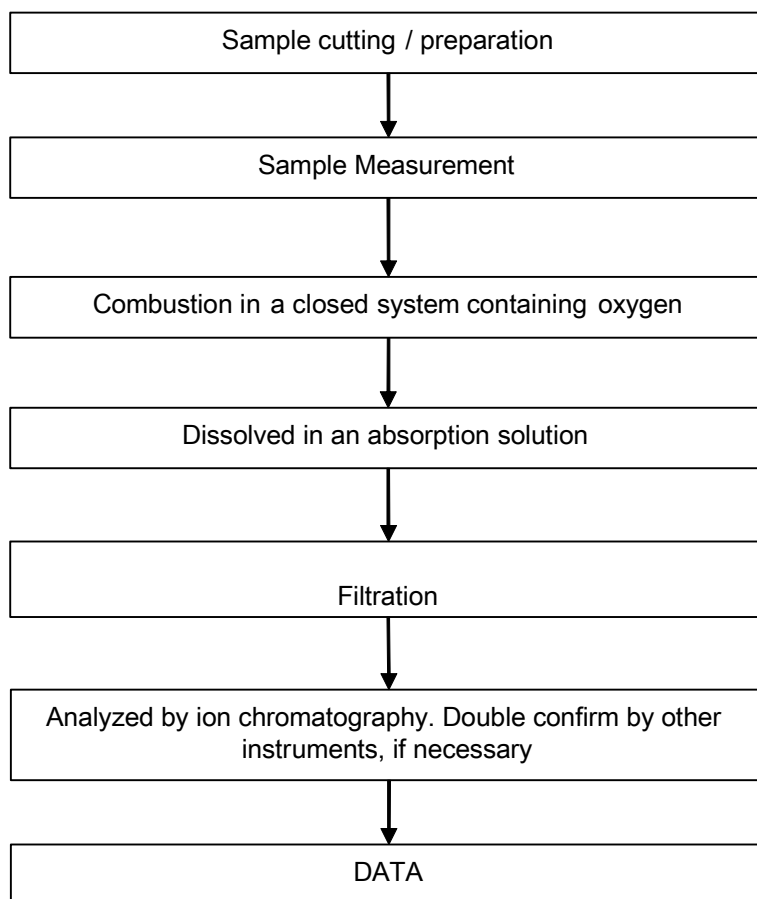 Sample cutting / preparation
Sample Measurement
Combustion in a closed system containing oxygen
Dissolved in an absorption solution
Filtration
Analyzed by ion chromatography. Double confirm by other
instruments, if necessary
DATA